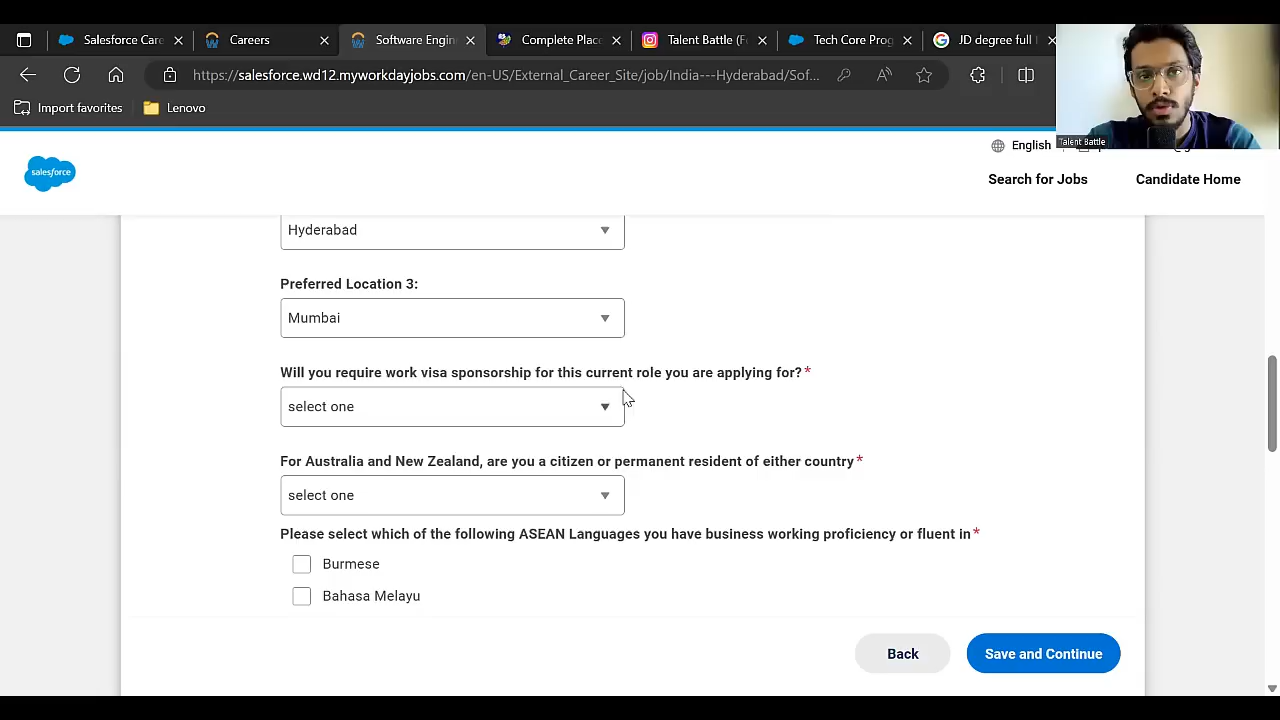 Salesforce Care
Careers
Software Engin
Complete Place
Talent Battle (F
Tech Core Prog
JD degree full
https://salesforce.wd12.myworkdayjobs.com/en-US/External_Career_Site/job/India---Hyderabad/Sof...
Import favorites
Lenovo
Talent Battle
salesforce
English
Search for Jobs
Candidate Home
Hyderabad
Preferred Location 3:
Mumbai
Will you require work visa sponsorship for this current role you are applying for?*
select one
For Australia and New Zealand, are you a citizen or permanent resident of either country*
select one
Please select which of the following ASEAN Languages you have business working proficiency or fluent in*
Burmese
Bahasa Melayu
Back
Save and Continue